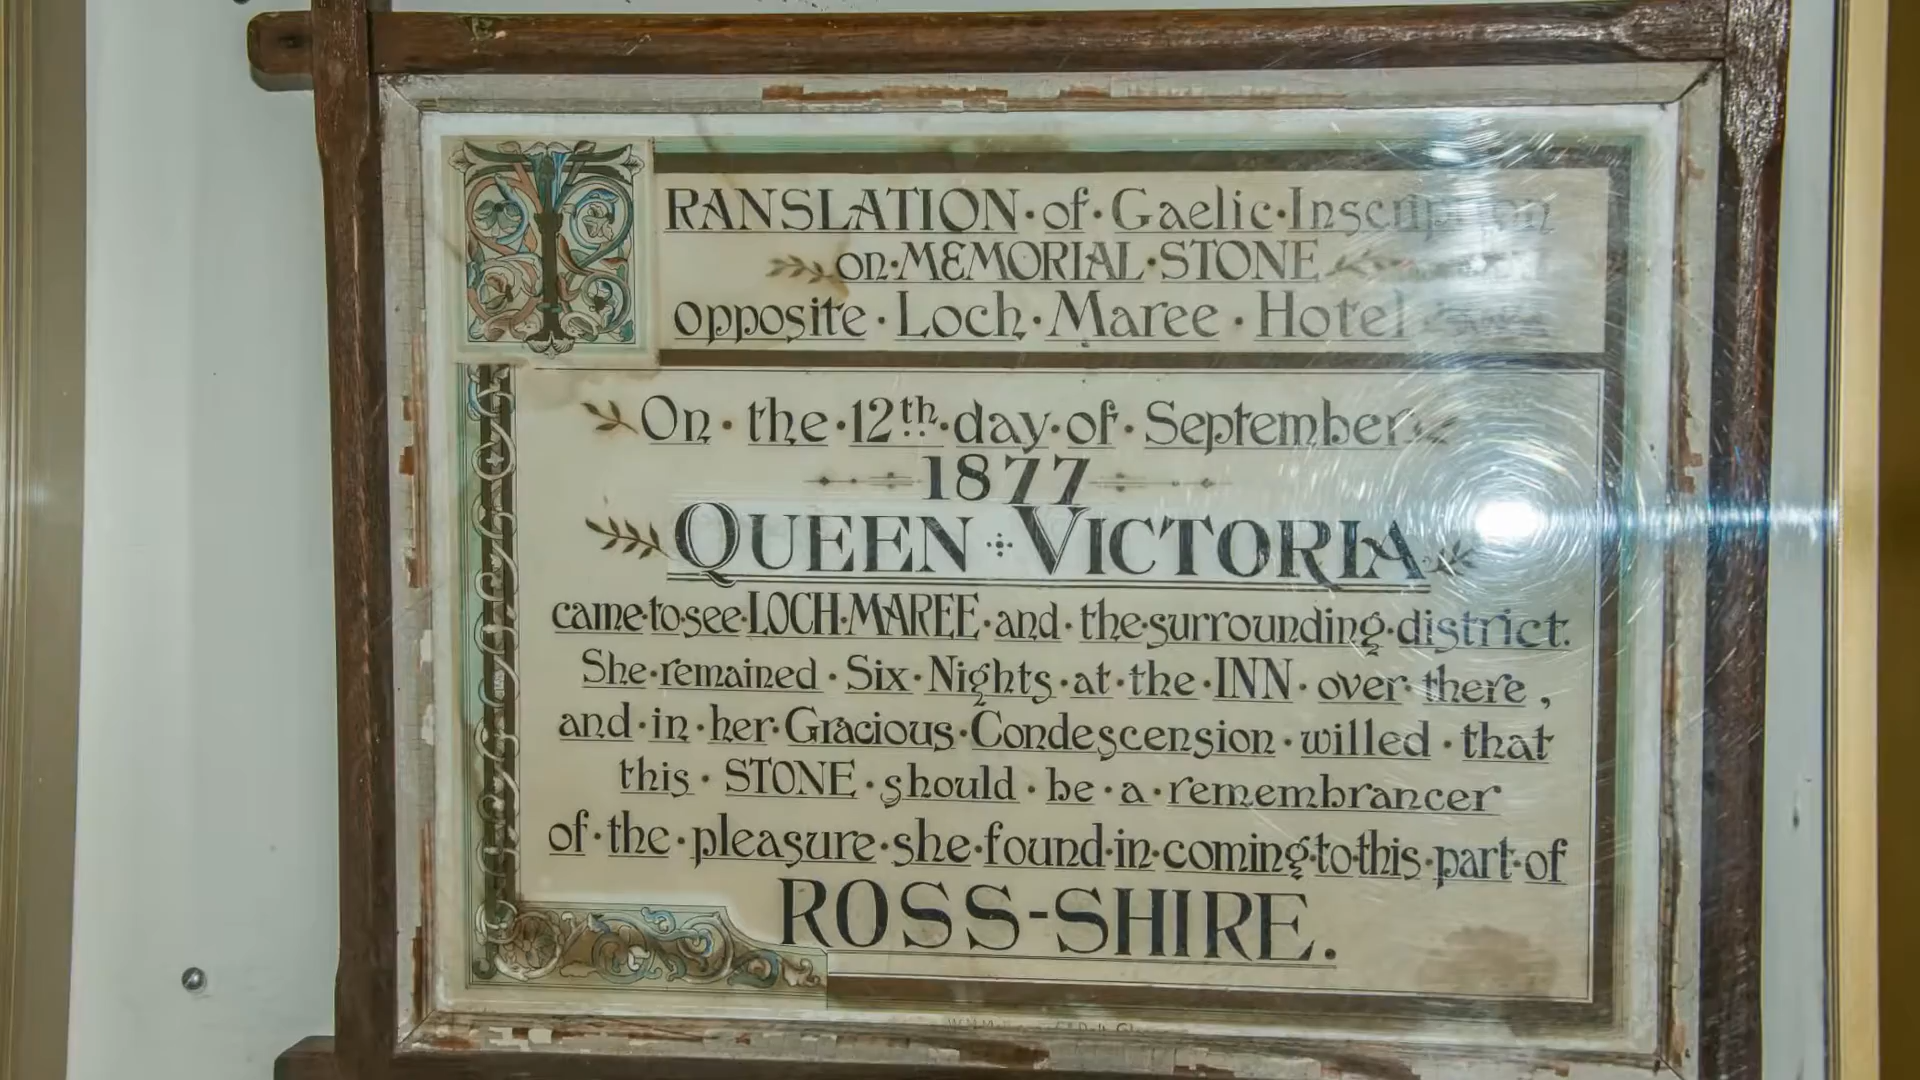 TRANSLATION·of·Gaelic·Inscription
on·MEMORIAL·STONE
opposite·Loch·Maree·Hotel
On·the·12th·day·of·September
1877
QUEEN VICTORIA
came·to·see·LOCH·MAREE·and·the·surrounding·district:
She·remained·Six·Nights·at·the·INN·over·there,
and·in·her·Gracious·Condescension·willed·that
this·STONE·should·be·a·remembrancer
of·the·pleasure·she·found·in·coming·to·this·part·of
ROSS-SHIRE.